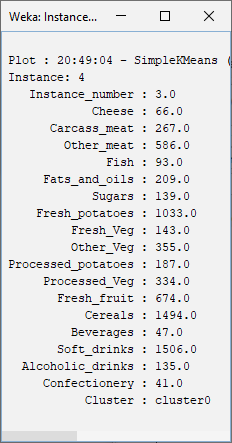 Weka: Instance...
Plot : 20:49:04 - SimpleKMeans (
Instance: 4
Instance_number : 3.0
Cheese : 66.0
Carcass_meat : 267.0
Other_meat : 586.0
Fish : 93.0
Fats_and_oils : 209.0
Sugars : 139.0
Fresh_potatoes : 1033.0
Fresh_Veg : 143.0
Other_Veg : 355.0
Processed_potatoes : 187.0
Processed_Veg : 334.0
Fresh_fruit : 674.0
Cereals : 1494.0
Beverages : 47.0
Soft_drinks : 1506.0
Alcoholic_drinks : 135.0
Confectionery : 41.0
Cluster : cluster0